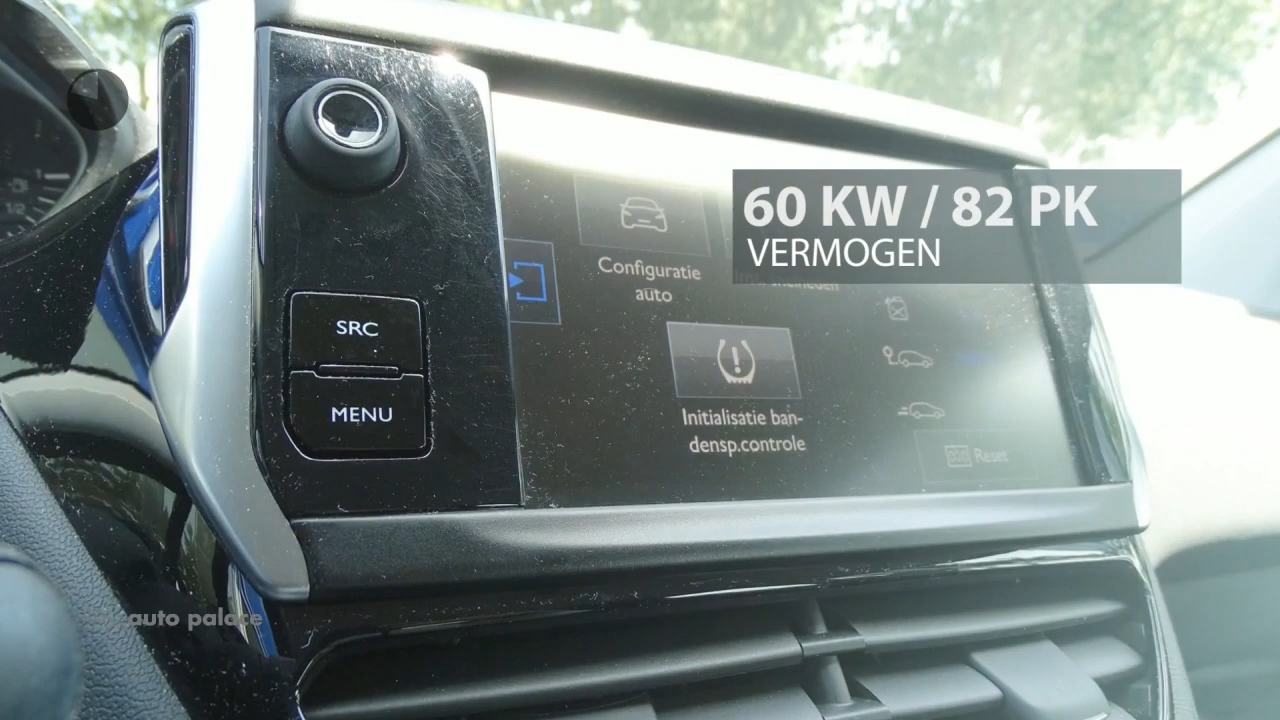 60 KW / 82 PK
VERMOGEN
Configuratie
auto
SRC
MENU
Initialisatie ban-
densp.controle
Reset
auto palace